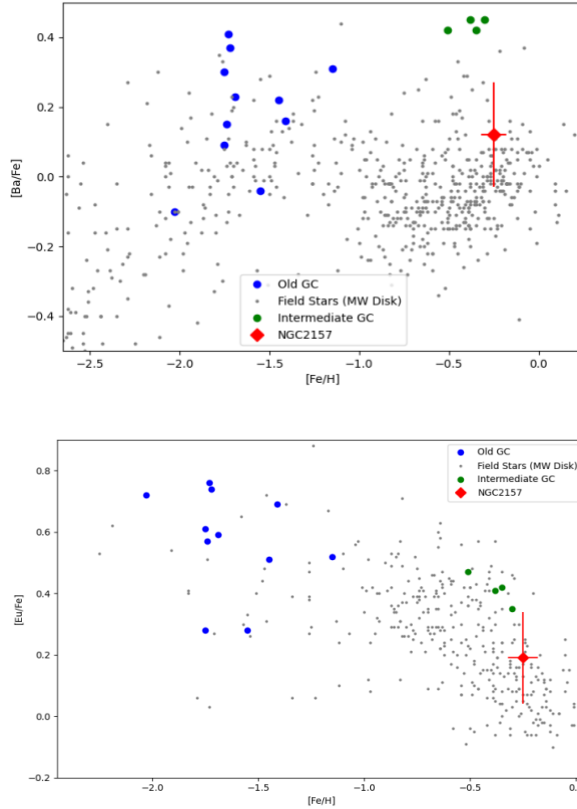 0.4
0.2
0.0
−0.2
−0.4
[Ba/Fe]
Old GC
Field Stars (MW Disk)
Intermediate GC
NGC2157
−2.5 −2.0 −1.5 −1.0 −0.5 0.0
[Fe/H]
0.8
0.6
0.4
0.2
0.0
−0.2
[Eu/Fe]
Old GC
Field Stars (MW Disk)
Intermediate GC
NGC2157
−2.0 −1.5 −1.0 −0.5 0.0
[Fe/H]